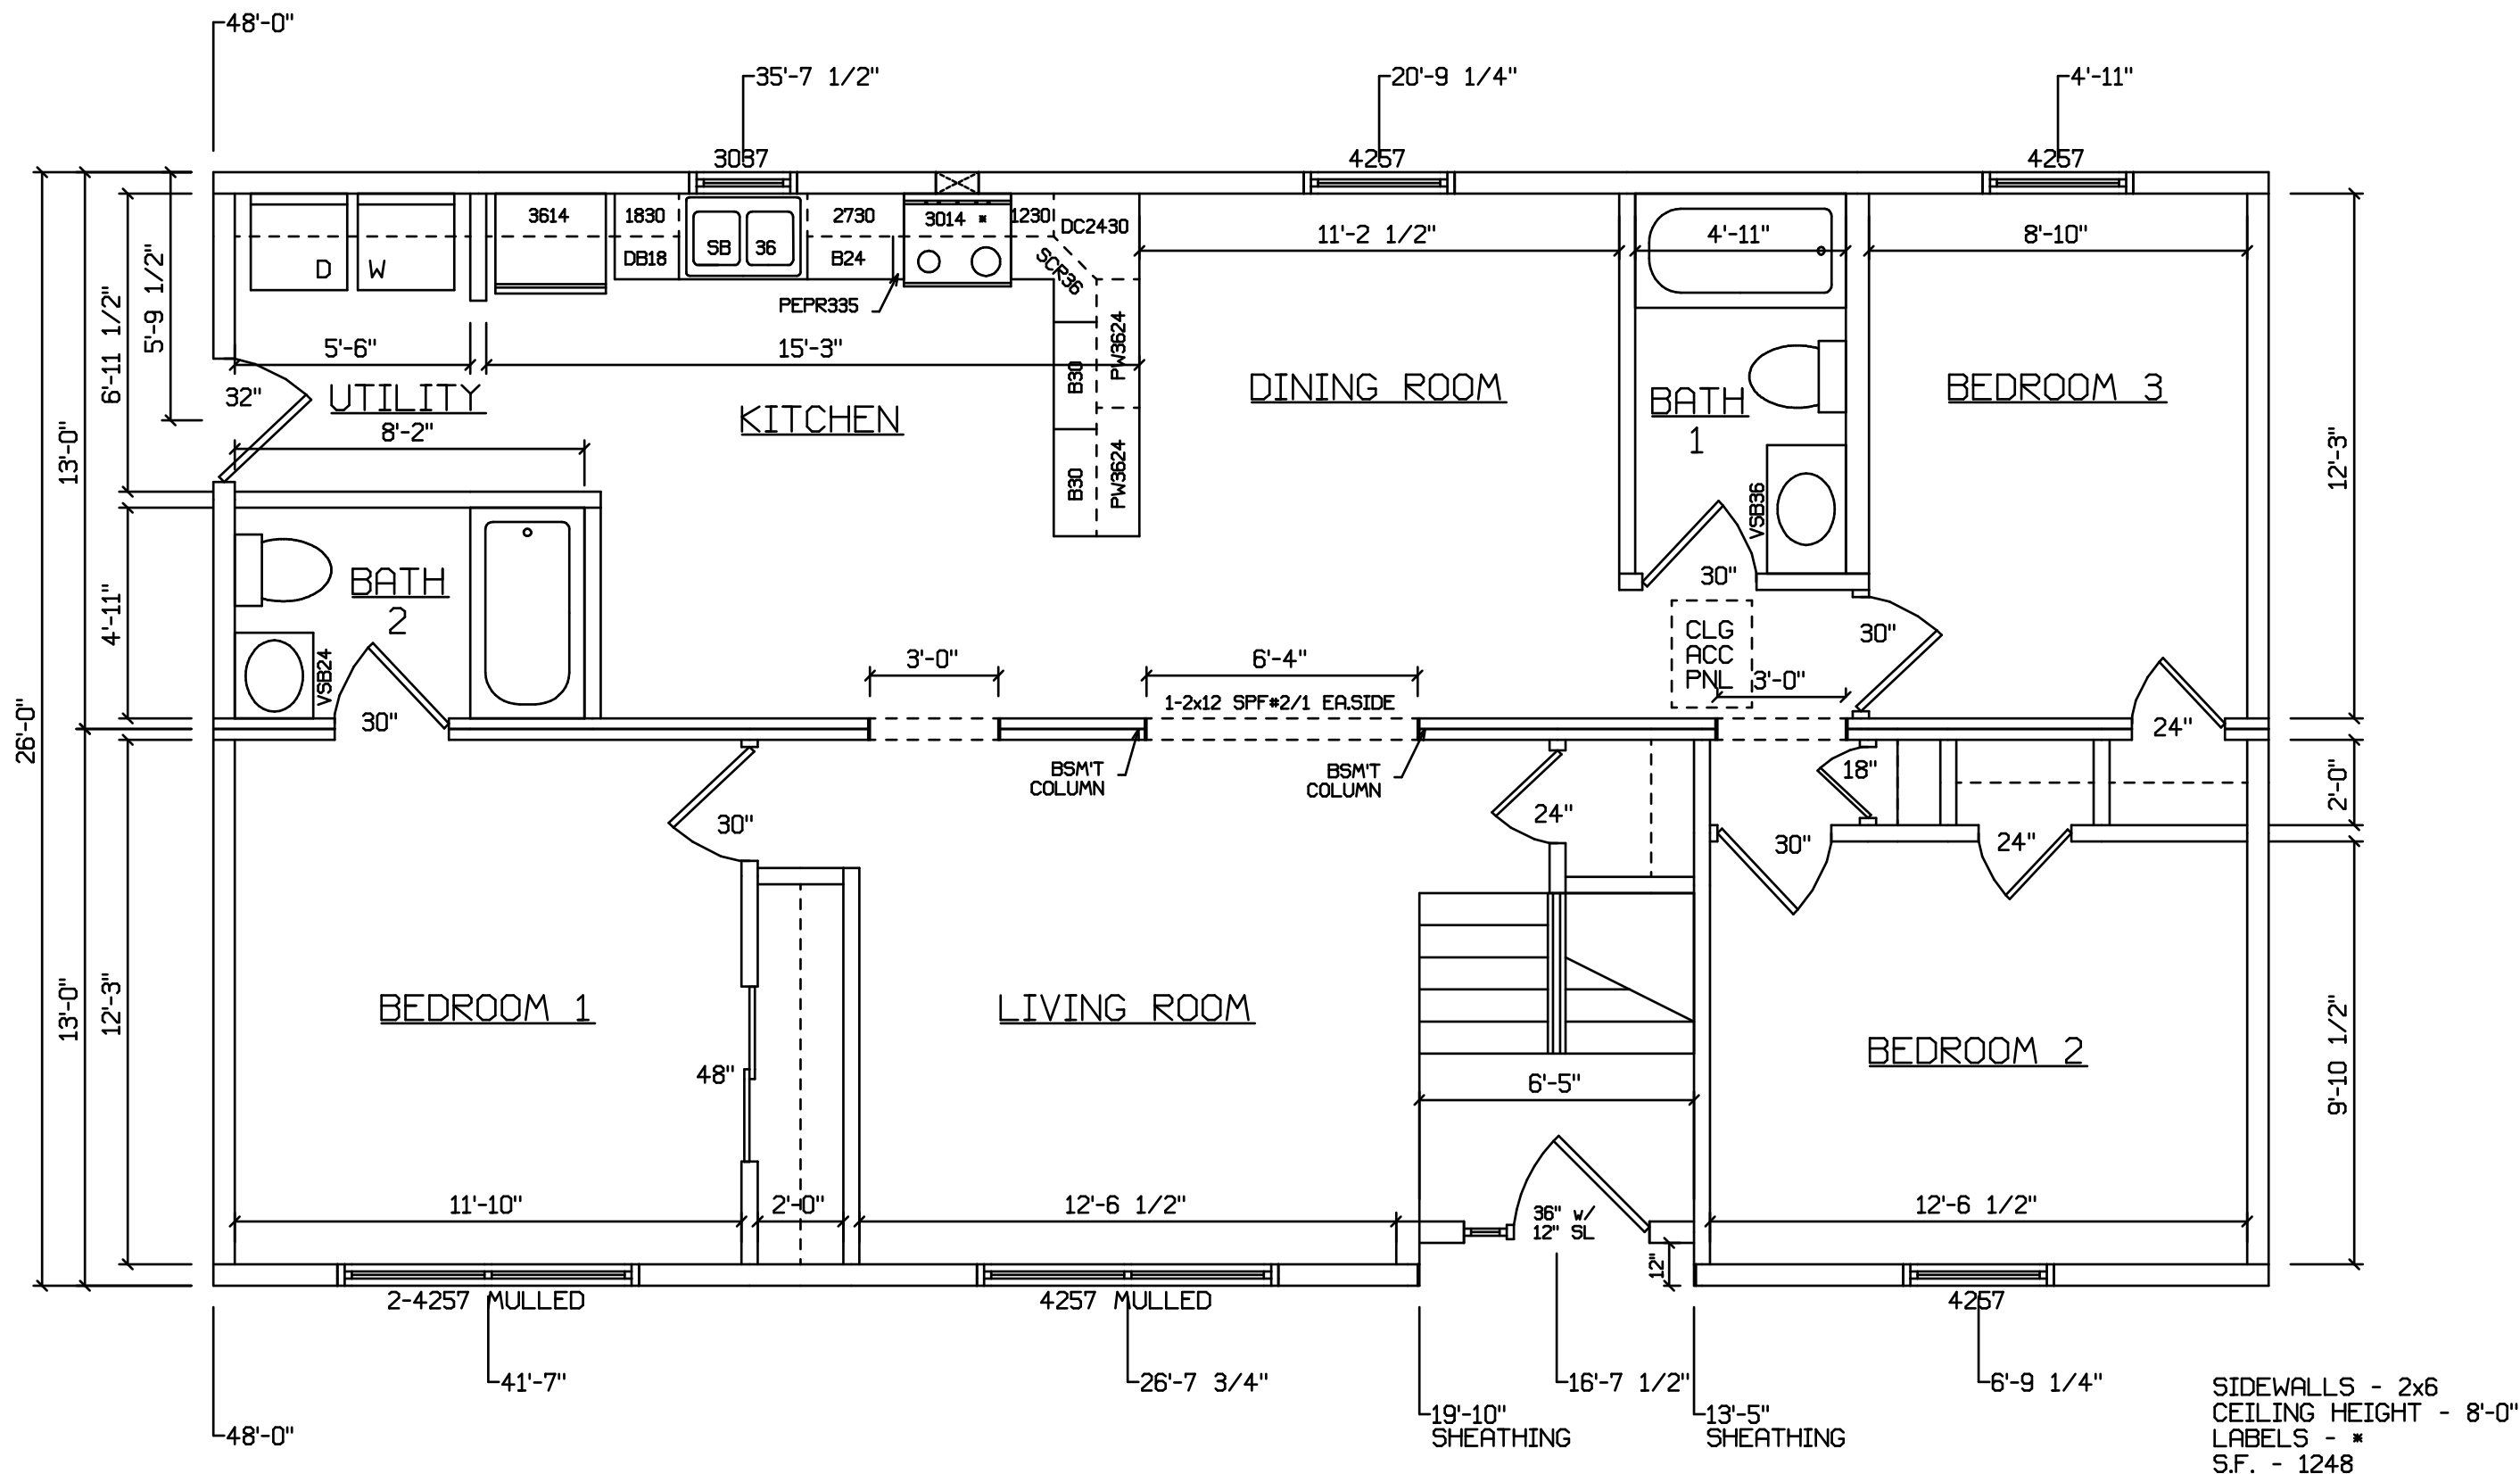 48'-0"
35'-7 1/2"
20'-9 1/4"
4'-11"
3037
4257
4257
3614
1830
2730
3014 *
1230
DC2430
DB18
SB 36
B24
SCR36
PEPR335
D W
11'-2 1/2"
4'-11"
8'-10"
5'-9 1/2"
6'-11 1/2"
13'-0"
26'-0"
5'-6"
15'-3"
32"
UTILITY
8'-2"
KITCHEN
B30
PW3624
B30
PW3624
DINING ROOM
BATH
1
BEDROOM 3
12'-3"
VSB36
30"
4'-11"
BATH
2
VSB24
30"
3'-0"
6'-4"
1-2x12 SPF#2/1 EA.SIDE
CLG
ACC
PNL
3'-0"
30"
24"
BSM'T
COLUMN
BSM'T
COLUMN
30"
24"
18"
30"
24"
2'-0"
13'-0"
12'-3"
BEDROOM 1
48"
LIVING ROOM
6'-5"
BEDROOM 2
9'-10 1/2"
11'-10"
2'-0"
12'-6 1/2"
36" w/
12" SL
12"
12'-6 1/2"
2-4257 MULLED
4257 MULLED
4257
41'-7"
26'-7 3/4"
16'-7 1/2"
6'-9 1/4"
48'-0"
19'-10"
SHEATHING
13'-5"
SHEATHING
SIDEWALLS - 2x6
CEILING HEIGHT - 8'-0"
LABELS - *
S.F. - 1248